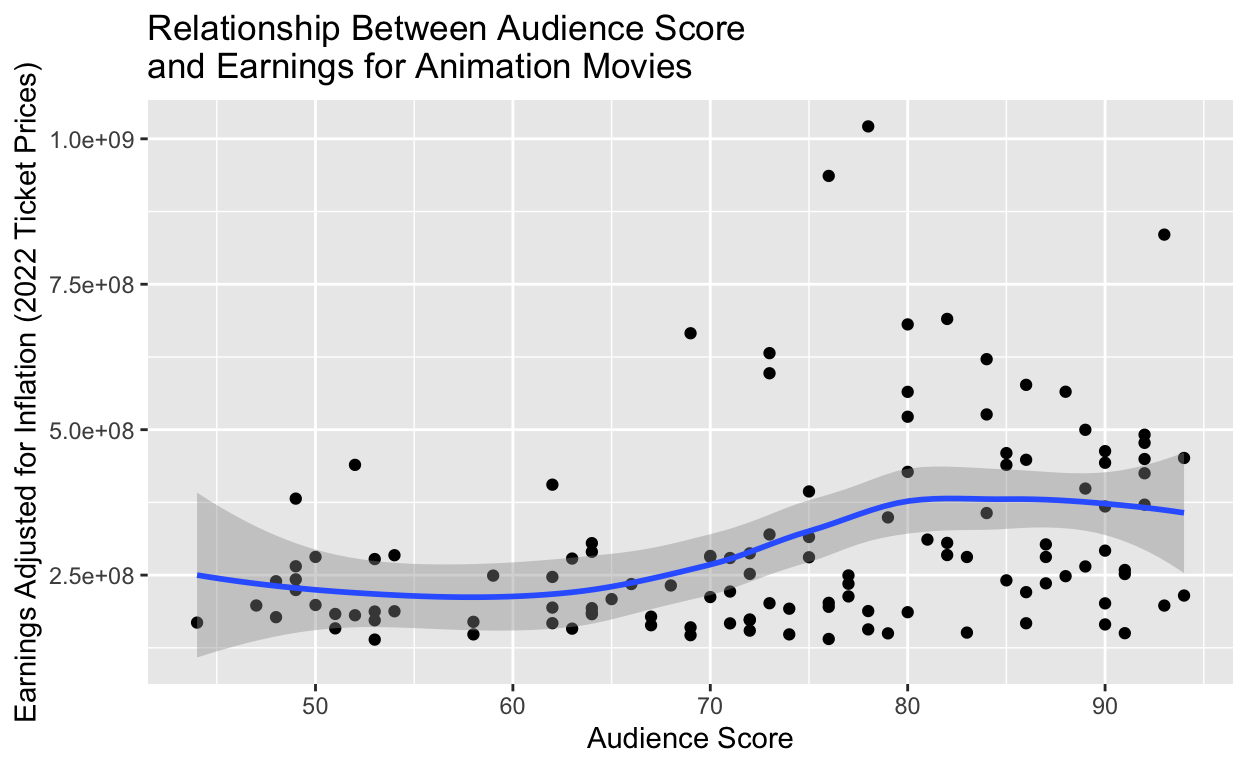 Relationship Between Audience Score
and Earnings for Animation Movies
Earnings Adjusted for Inflation (2022 Ticket Prices)
1.0e+09
7.5e+08
5.0e+08
2.5e+08
50 60 70 80 90
Audience Score